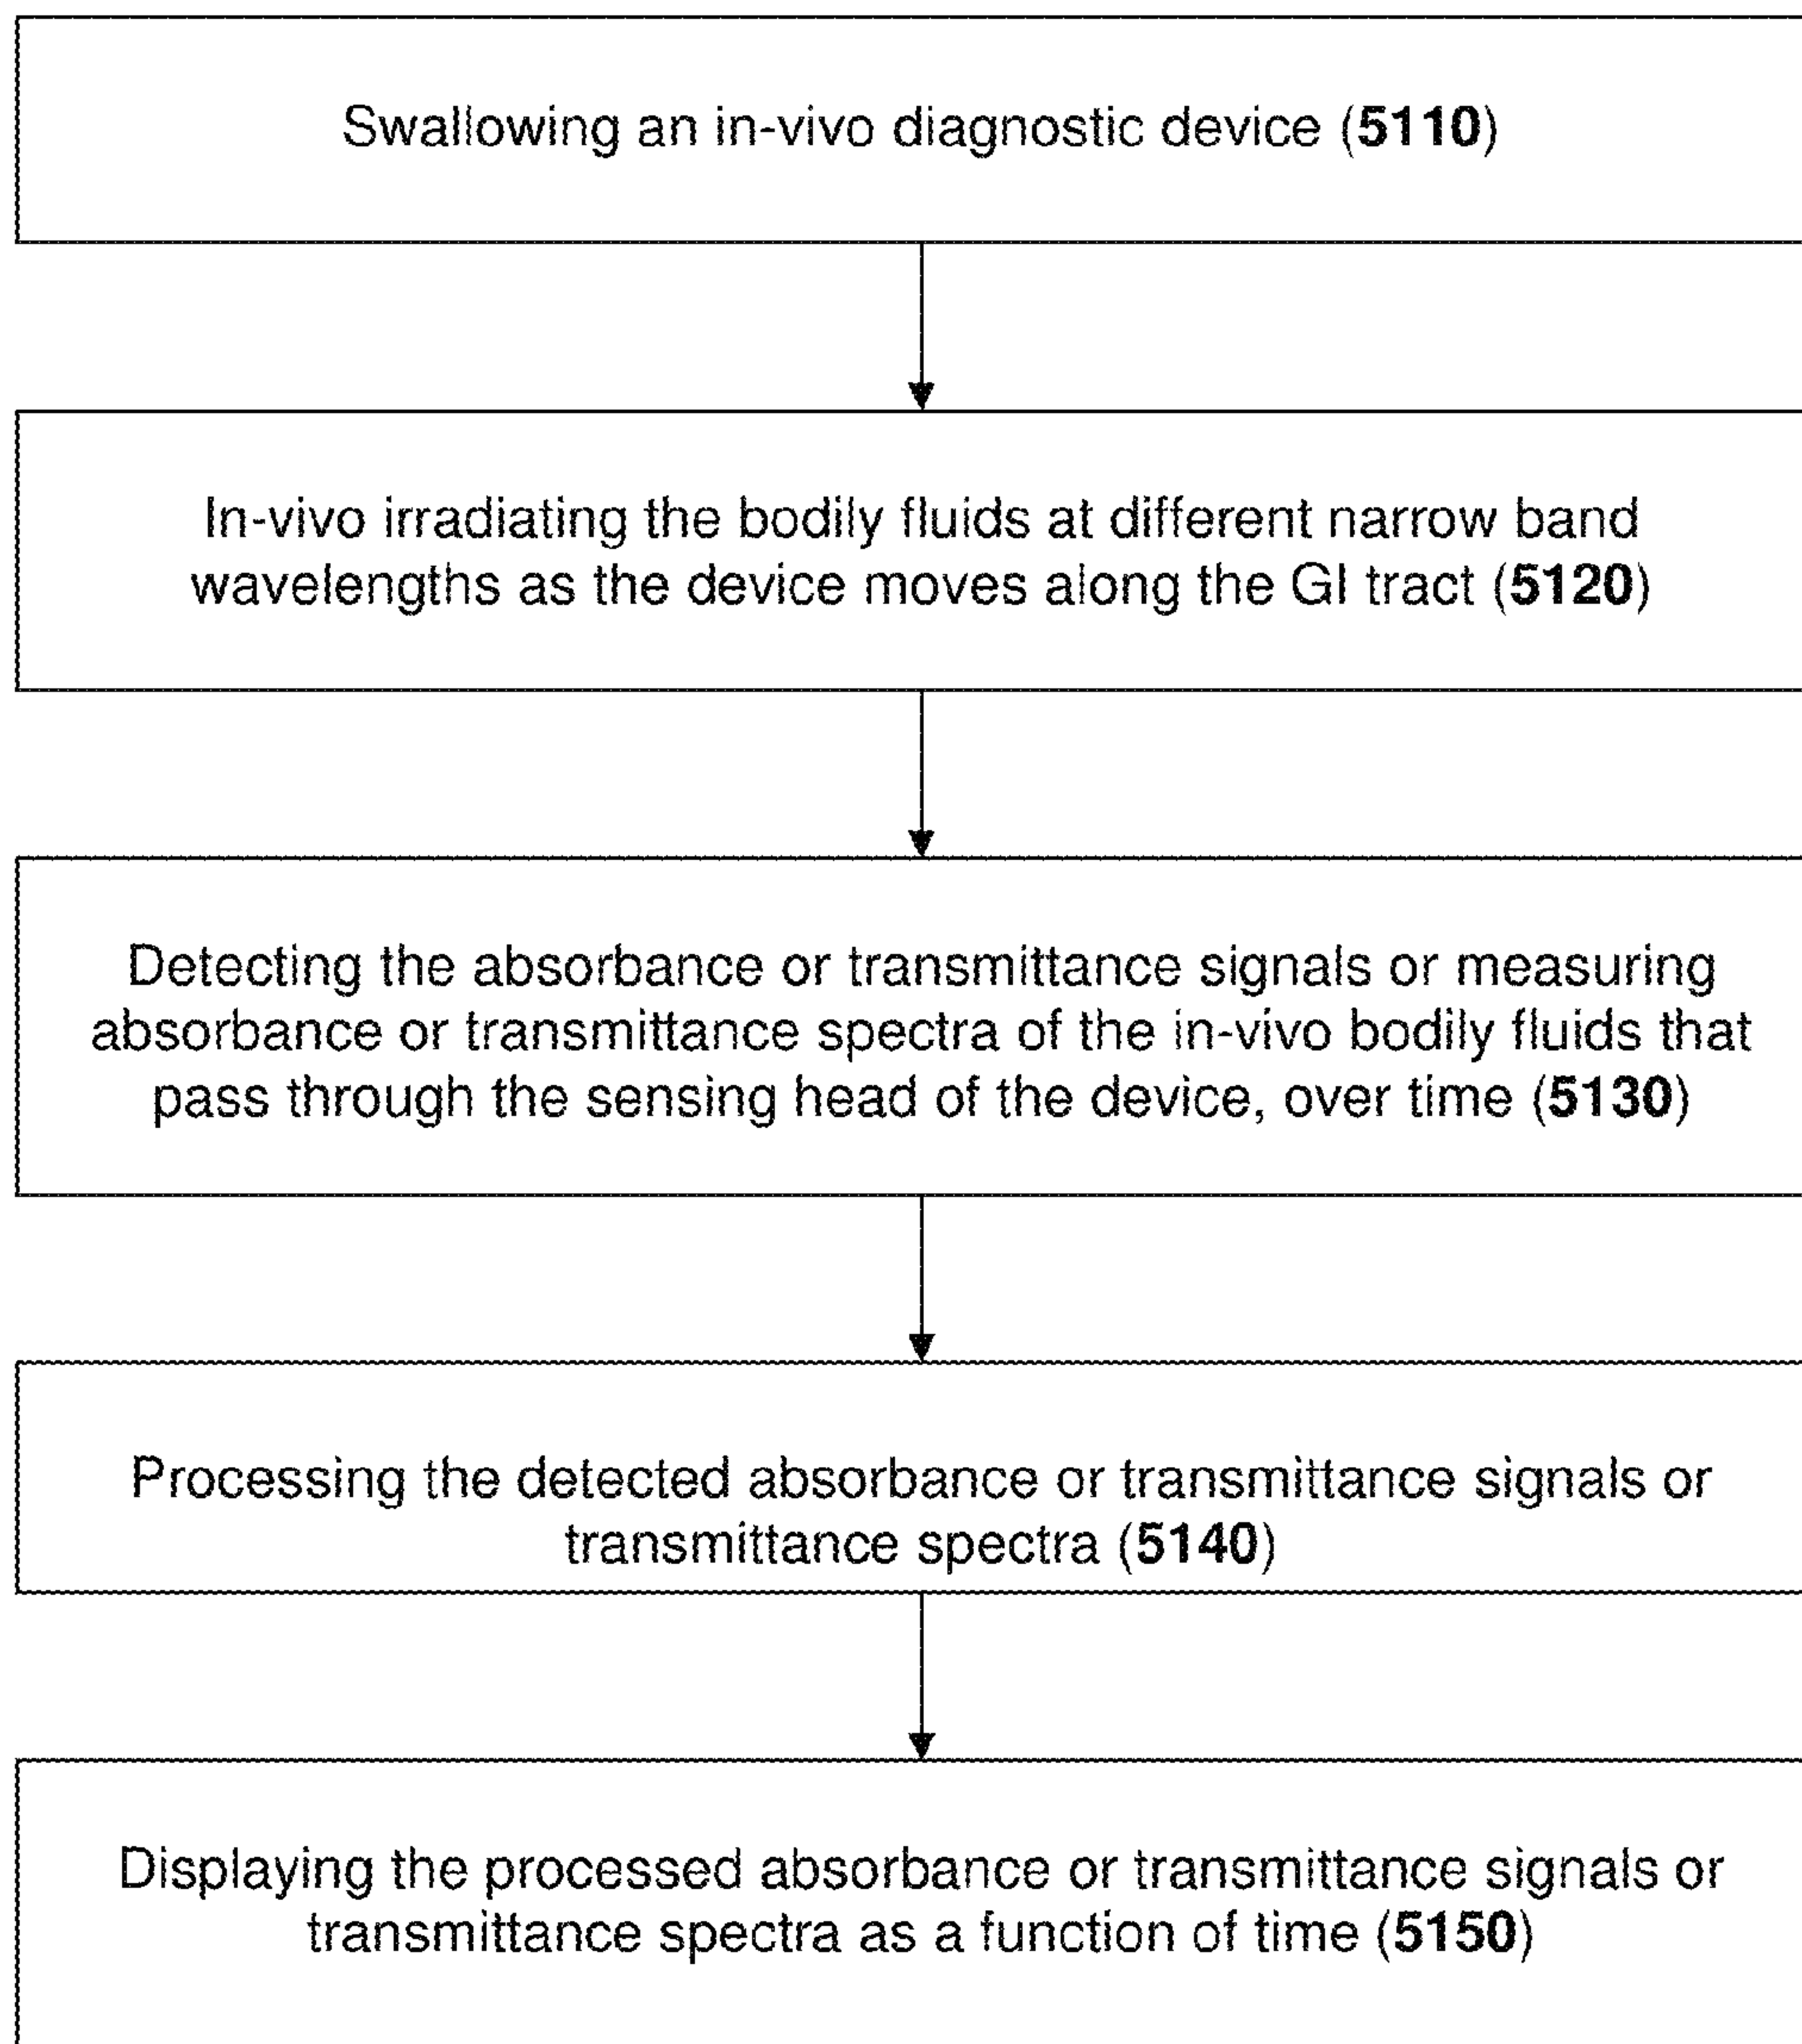 Swallowing an in-vivo diagnostic device (5110)
In-vivo irradiating the bodily fluids at different narrow band
wavelengths as the device moves along the GI tract (5120)
Detecting the absorbance or transmittance signals or measuring
absorbance or transmittance spectra of the in-vivo bodily fluids that
pass through the sensing head of the device, over time (5130)
Processing the detected absorbance or transmittance signals or
transmittance spectra (5140)
Displaying the processed absorbance or transmittance signals or
transmittance spectra as a function of time (5150)